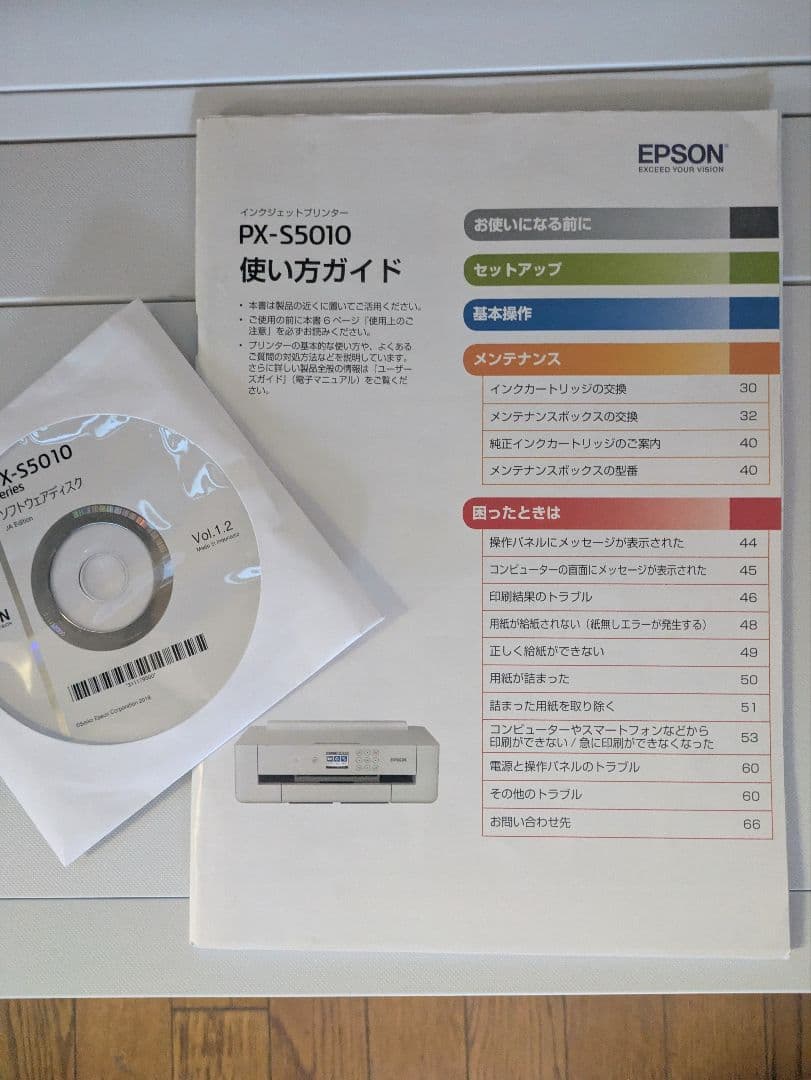 EPSON
EXCEED YOUR VISION
インクジェットプリンター
PX-S5010
使い方ガイド
• 本書は製品の近くに置いてご活用ください。
• ご使用の前に本書 6 ページ「使用上のご
注意」を必ずお読みください。
• プリンターの基本的な使い方や、よくある
ご質問の対処方法などを説明しています。
さらに詳しい製品全般の情報は「ユーザー
ズガイド」（電子マニュアル）をご覧くだ
さい。
お使いになる前に
セットアップ
基本操作
メンテナンス
インクカートリッジの交換 30
メンテナンスボックスの交換 32
純正インクカートリッジのご案内 40
メンテナンスボックスの型番 40
困ったときは
操作パネルにメッセージが表示された 44
コンピューターの画面にメッセージが表示された 45
印刷結果のトラブル 46
用紙が給紙されない（紙無しエラーが発生する） 48
正しく給紙ができない 49
用紙が詰まった 50
詰まった用紙を取り除く 51
コンピューターやスマートフォンなどから
印刷ができない / 急に印刷ができなくなった 53
電源と操作パネルのトラブル 60
その他のトラブル 60
お問い合わせ先 66
X-S5010
eries
ソフトウェアディスク
JA Edition
Vol.1.2
Made in
N
©Seiko Epson Corporation
EPSON